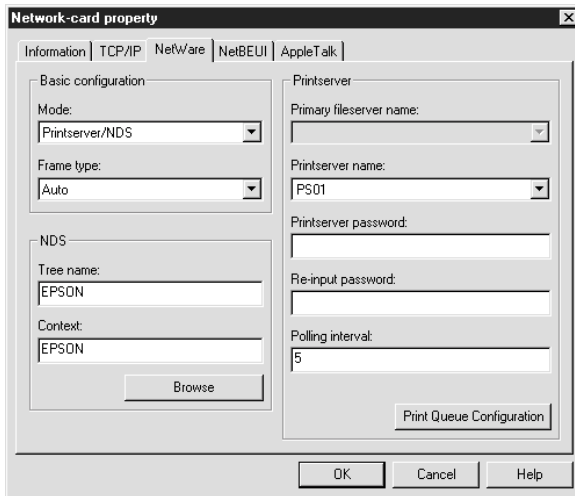 Network-card property
Information TCP/IP NetWare NetBEUI AppleTalk
Basic configuration
Mode:
Printserver/NDS
Frame type:
Auto
NDS
Tree name:
EPSON
Context:
EPSON
Browse
Printserver
Primary fileserver name:
Printserver name:
PS01
Printserver password:
Re-input password:
Polling interval:
5
Print Queue Configuration
OK Cancel Help